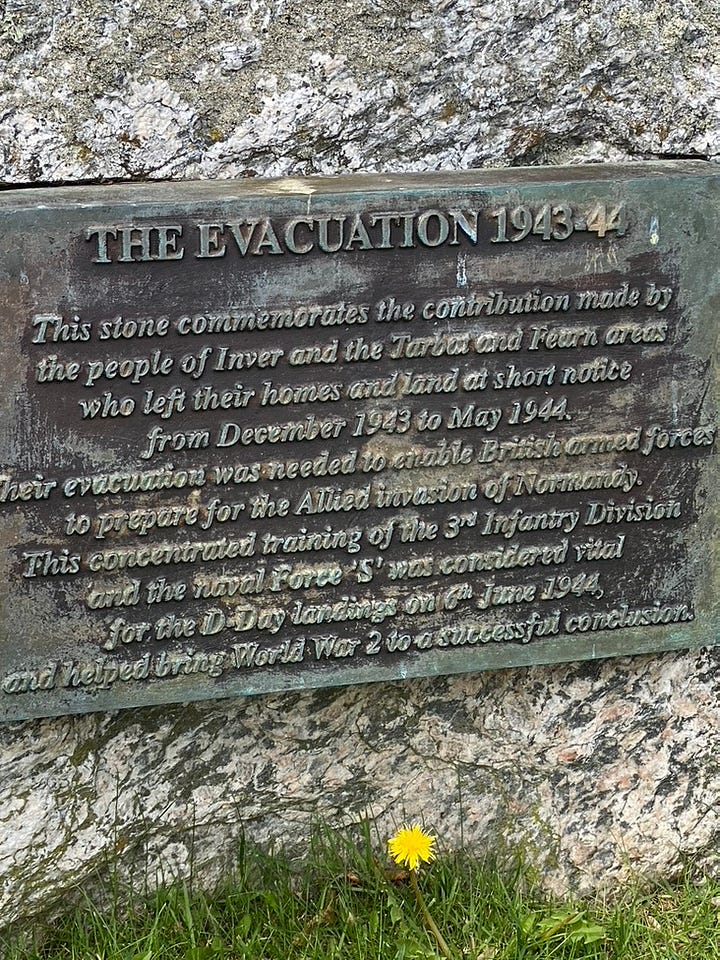 THE EVACUATION 1943-44
This stone commemorates the contribution made by
the people of Inver and the Tarbat and Fearn areas
who left their homes and land at short notice
from December 1943 to May 1944.
Their evacuation was needed to enable British armed forces
to prepare for the Allied invasion of Normandy.
This concentrated training of the 3rd Infantry Division
and the naval Force 'S' was considered vital
for the D-Day landings on 6th June 1944,
and helped bring World War 2 to a successful conclusion.